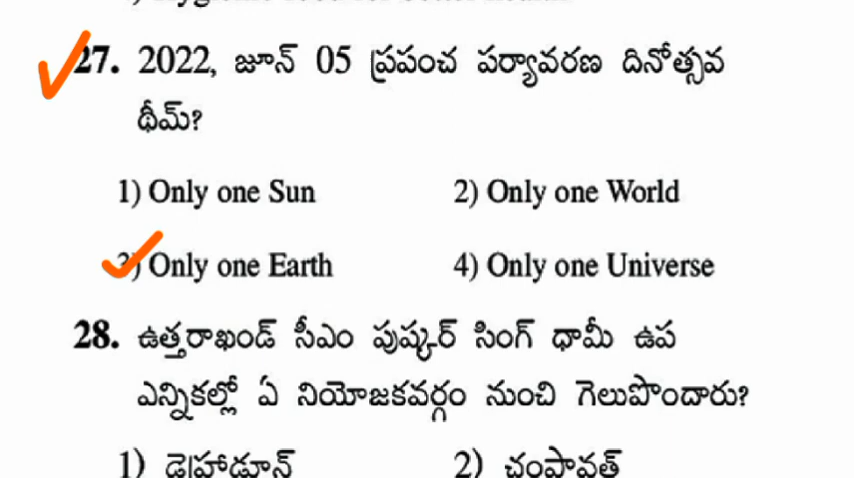 27. 2022, జూన్ 05 ప్రపంచ పర్యావరణ దినోత్సవ
థీమ్?
1) Only one Sun 2) Only one World
3) Only one Earth 4) Only one Universe
28. ఉత్తరాఖండ్ సీఎం పుష్కర్ సింగ్ ధామీ ఉప
ఎన్నికల్లో ఏ నియోజకవర్గం నుంచి గెలుపొందారు?
1) డెహ్రాడూన్ 2) చంపావత్